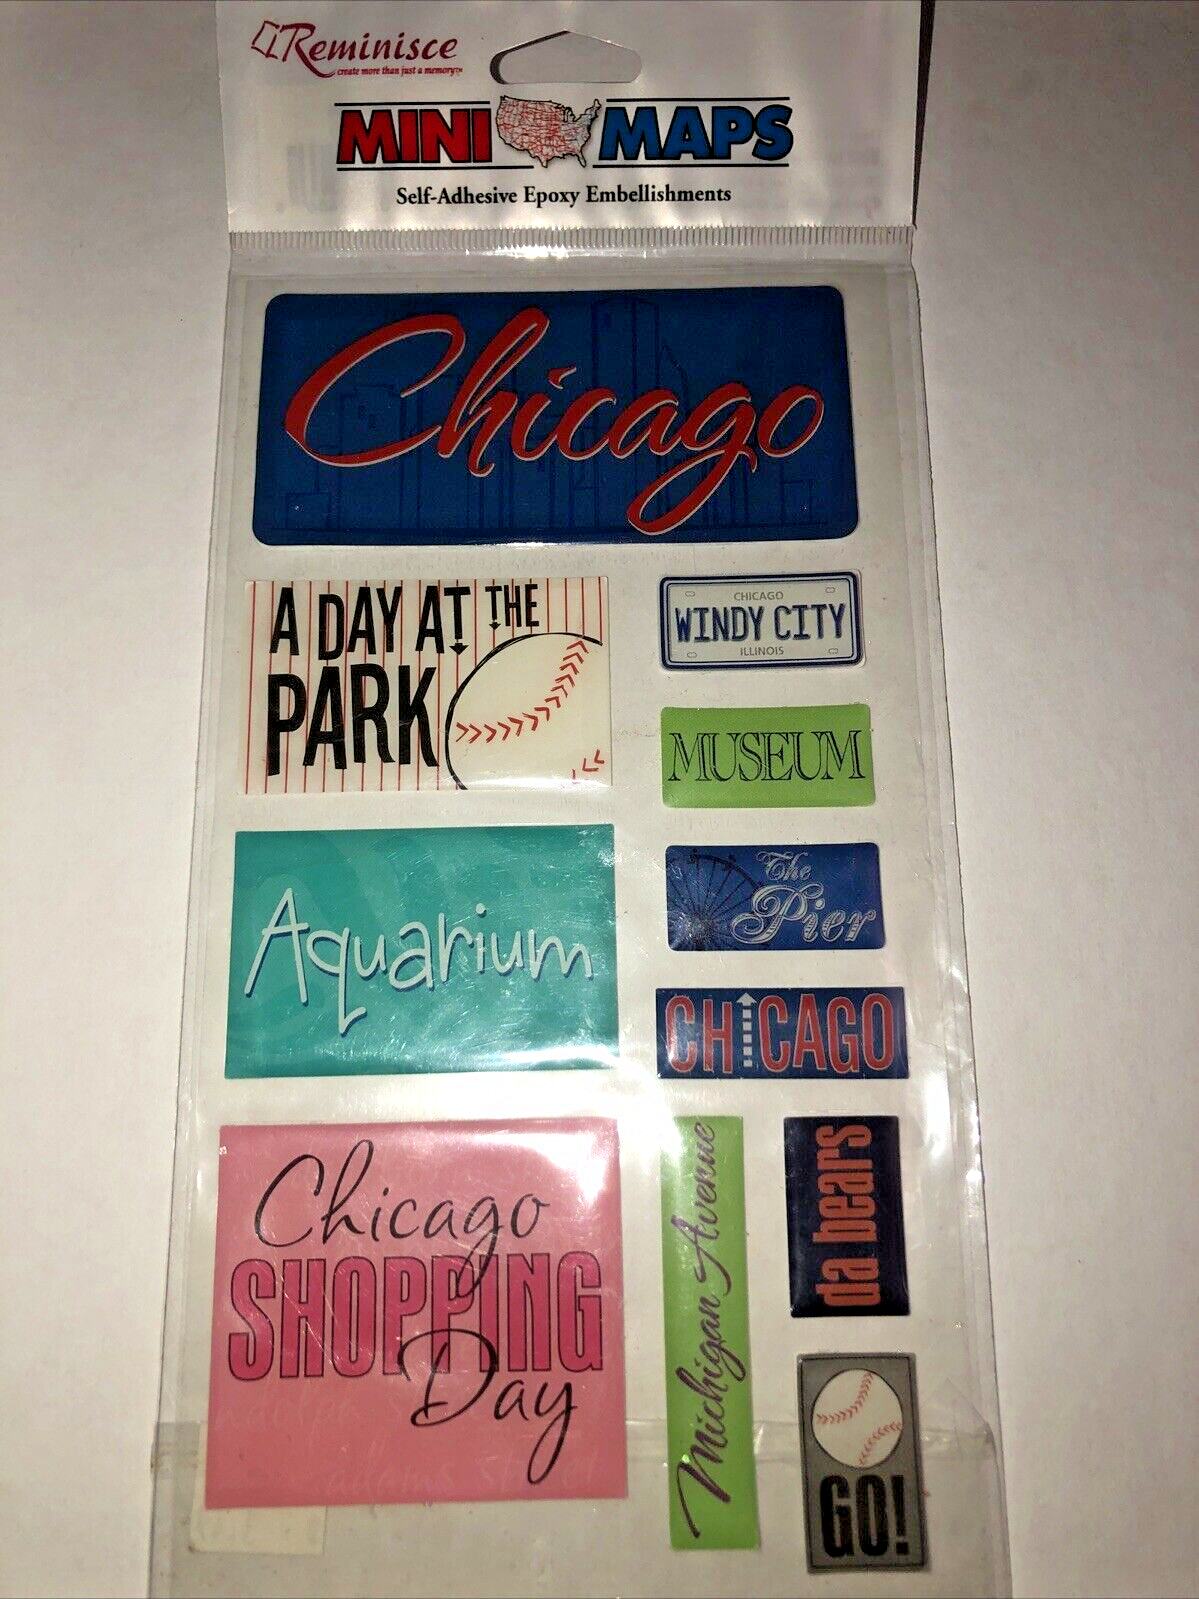 Reminisce
create more than just a memory™
MINI MAPS
Self-Adhesive Epoxy Embellishments
Chicago
A DAY AT THE
PARK
CHICAGO
WINDY CITY
ILLINOIS
MUSEUM
The
Pier
Aquarium
CHICAGO
Chicago
SHOPPING
Day
Michigan Avenue
da bears
GO!